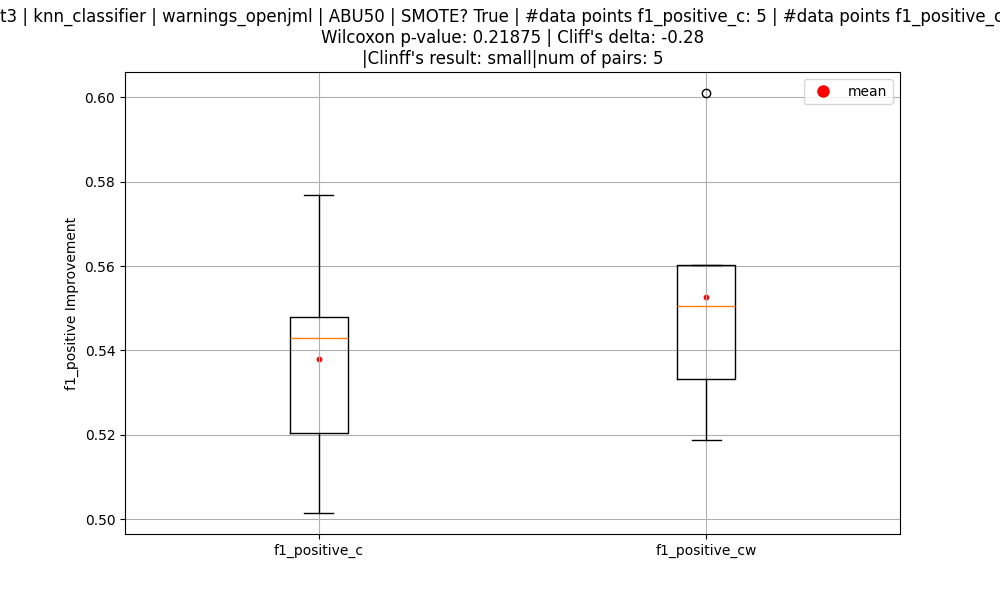 t3 | knn_classifier | warnings_openjml | ABU50 | SMOTE? True | #data points f1_positive_c: 5 | #data points f1_positive_c
Wilcoxon p-value: 0.21875 | Cliff's delta: -0.28
|Clinff's result: small|num of pairs: 5
mean
0.60
0.58
0.56
0.54
0.52
0.50
f1_positive Improvement
f1_positive_c
f1_positive_cw